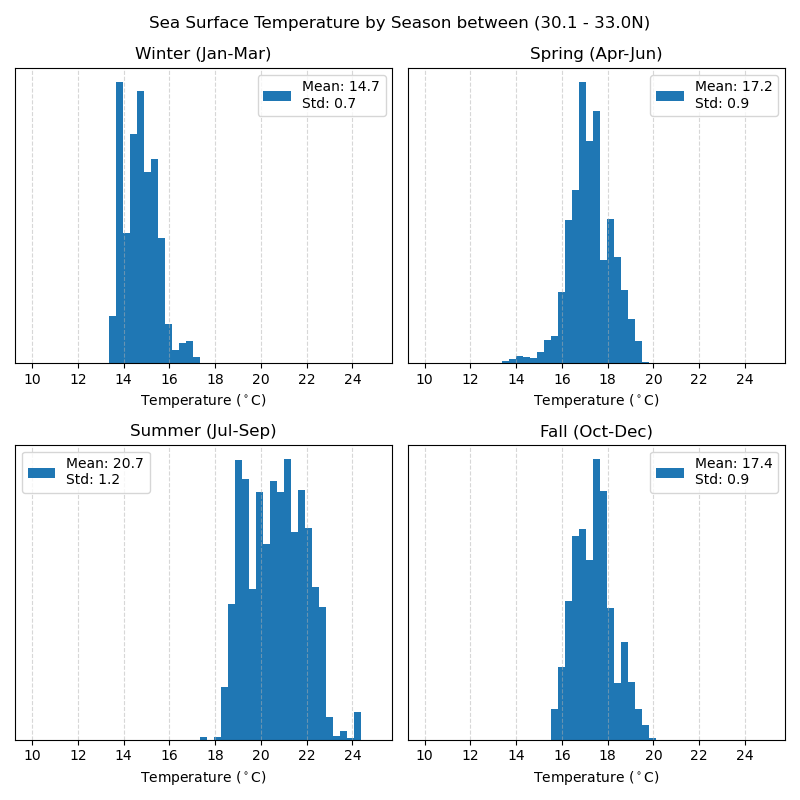 Sea Surface Temperature by Season between (30.1 - 33.0N)
Winter (Jan-Mar)
Mean: 14.7
Std: 0.7
10 12 14 16 18 20 22 24
Temperature (°C)
Spring (Apr-Jun)
Mean: 17.2
Std: 0.9
10 12 14 16 18 20 22 24
Temperature (°C)
Summer (Jul-Sep)
Mean: 20.7
Std: 1.2
10 12 14 16 18 20 22 24
Temperature (°C)
Fall (Oct-Dec)
Mean: 17.4
Std: 0.9
10 12 14 16 18 20 22 24
Temperature (°C)